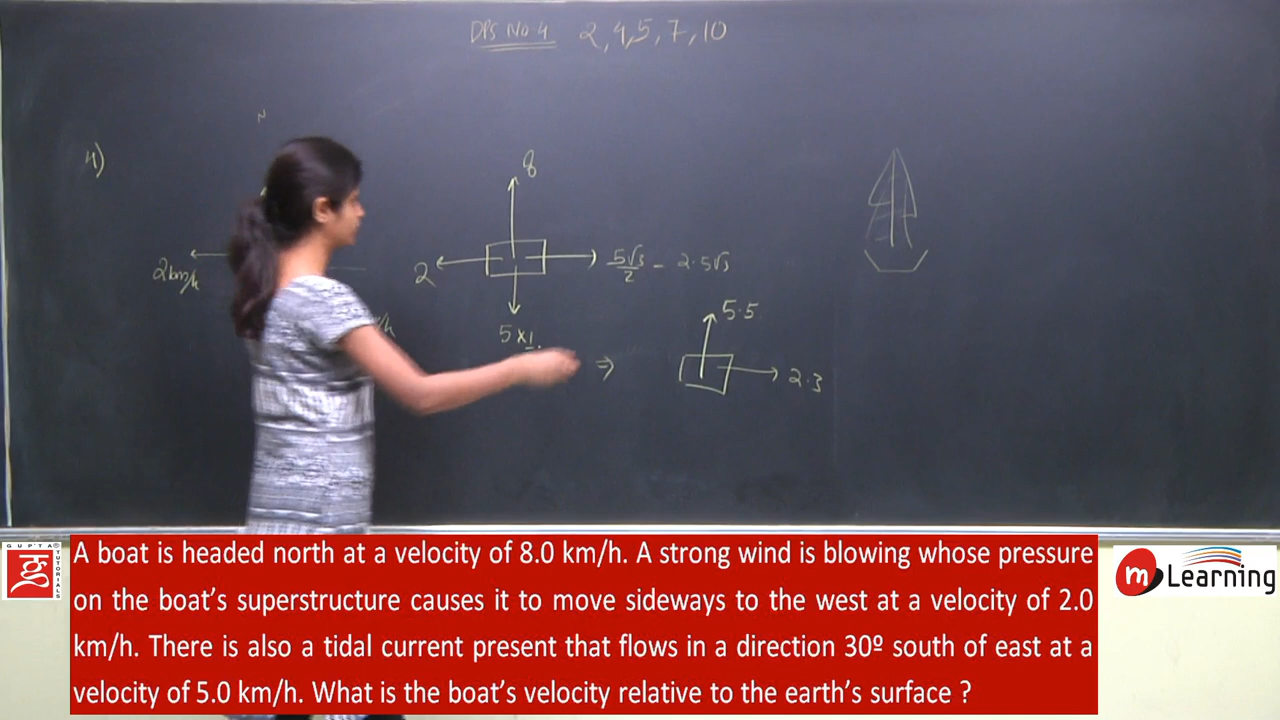 DPS No 4 2, 4, 5, 7, 10
N
4)
8
2km/h
2
5√3/2 - 2.5√3
/h
5 × 1
⇒
5.5
2.3
GUPTA
TUTORIALS
A boat is headed north at a velocity of 8.0 km/h. A strong wind is blowing whose pressure
on the boat's superstructure causes it to move sideways to the west at a velocity of 2.0
km/h. There is also a tidal current present that flows in a direction 30º south of east at a
velocity of 5.0 km/h. What is the boat's velocity relative to the earth's surface ?
m Learning